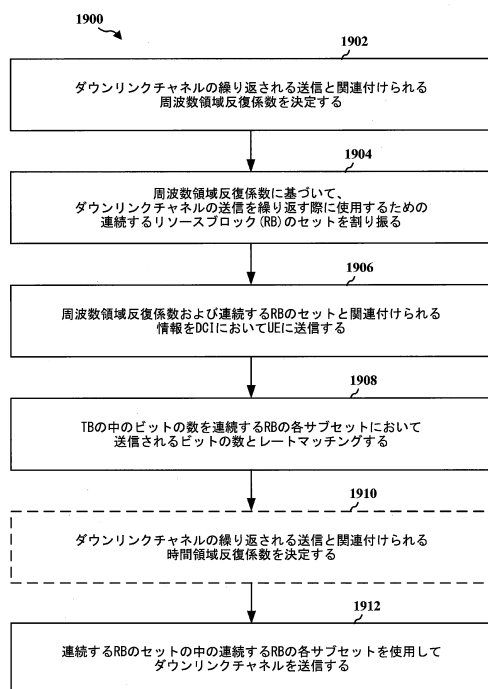 1900
1902
ダウンリンクチャネルの繰り返される送信と関連付けられる
周波数領域反復係数を決定する
1904
周波数領域反復係数に基づいて、
ダウンリンクチャネルの送信を繰り返す際に使用するための
連続するリソースブロック(RB)のセットを割り振る
1906
周波数領域反復係数および連続するRBのセットと関連付けられる
情報をDCIにおいてUEに送信する
1908
TBの中のビットの数を連続するRBの各サブセットにおいて
送信されるビットの数とレートマッチングする
1910
ダウンリンクチャネルの繰り返される送信と関連付けられる
時間領域反復係数を決定する
1912
連続するRBのセットの中の連続するRBの各サブセットを使用して
ダウンリンクチャネルを送信する